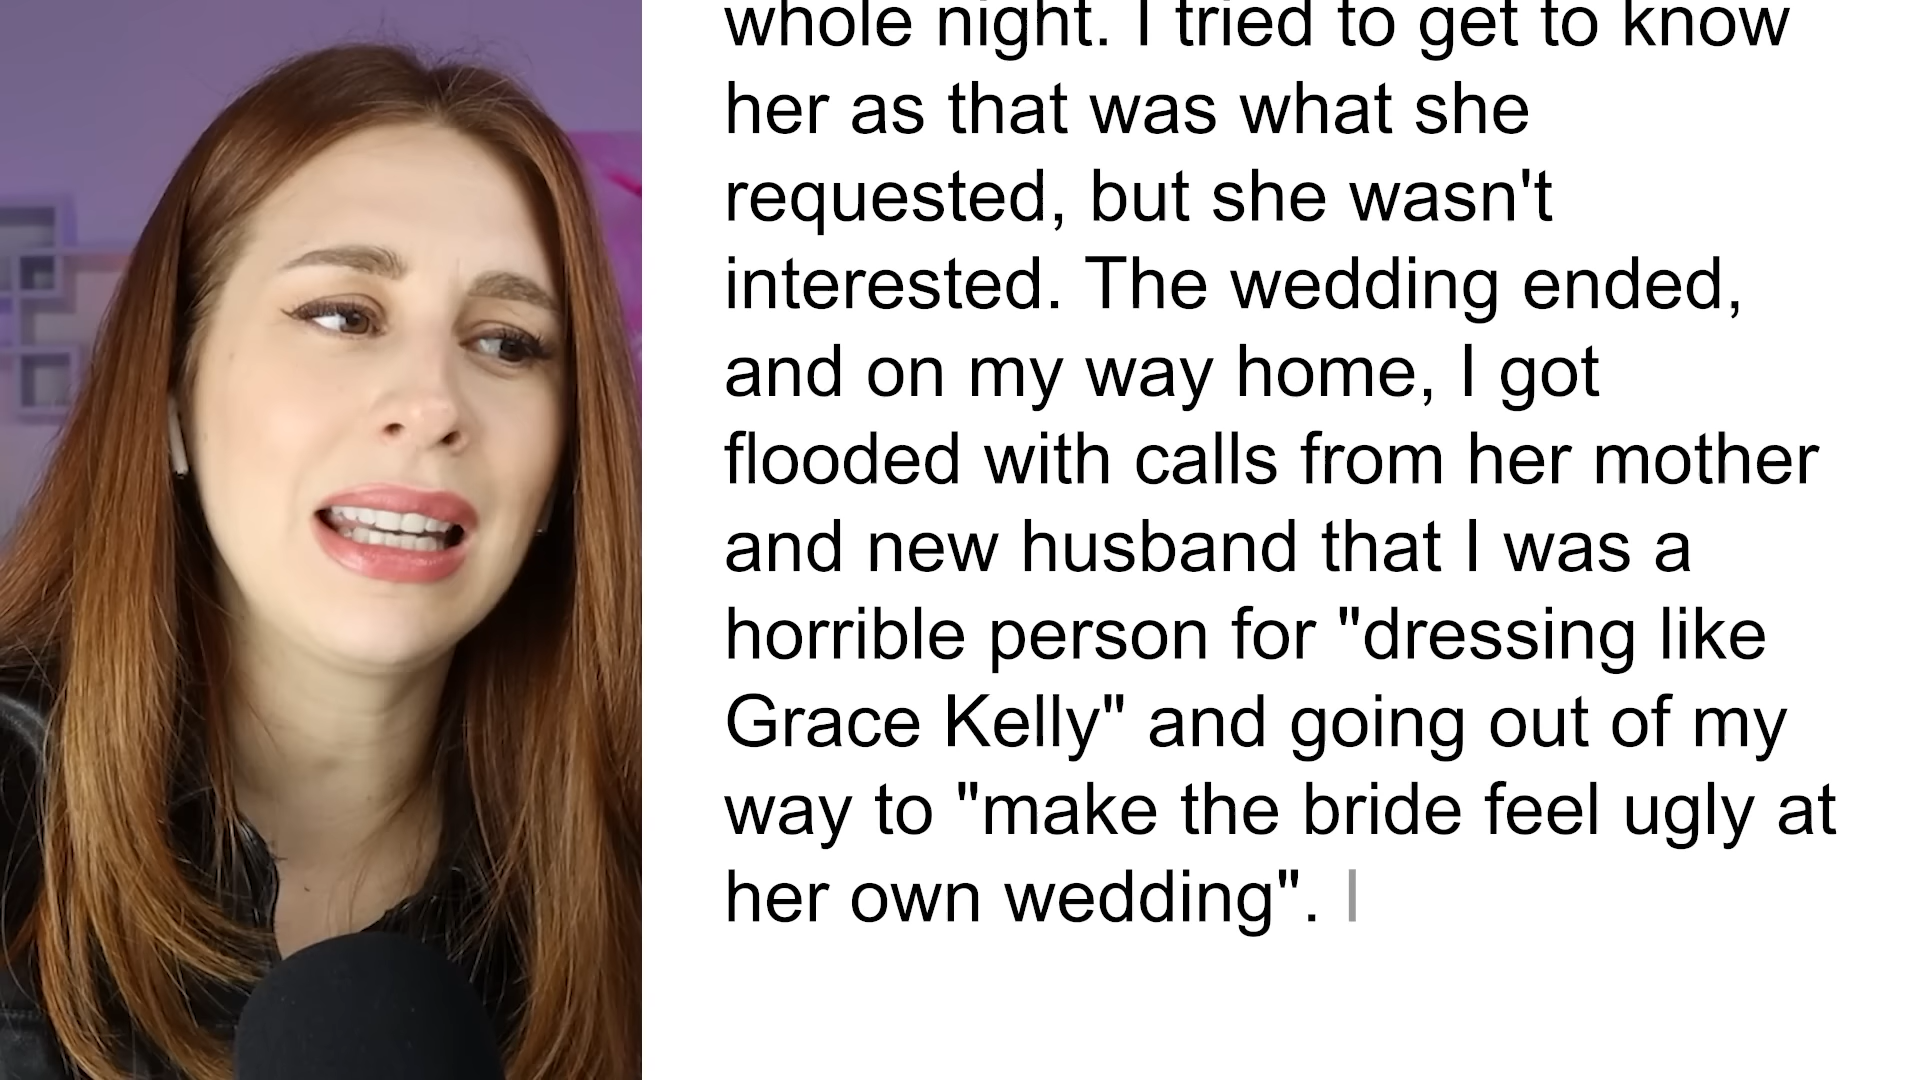 whole night. I tried to get to know
her as that was what she
requested, but she wasn't
interested. The wedding ended,
and on my way home, I got
flooded with calls from her mother
and new husband that I was a
horrible person for "dressing like
Grace Kelly" and going out of my
way to "make the bride feel ugly at
her own wedding". I